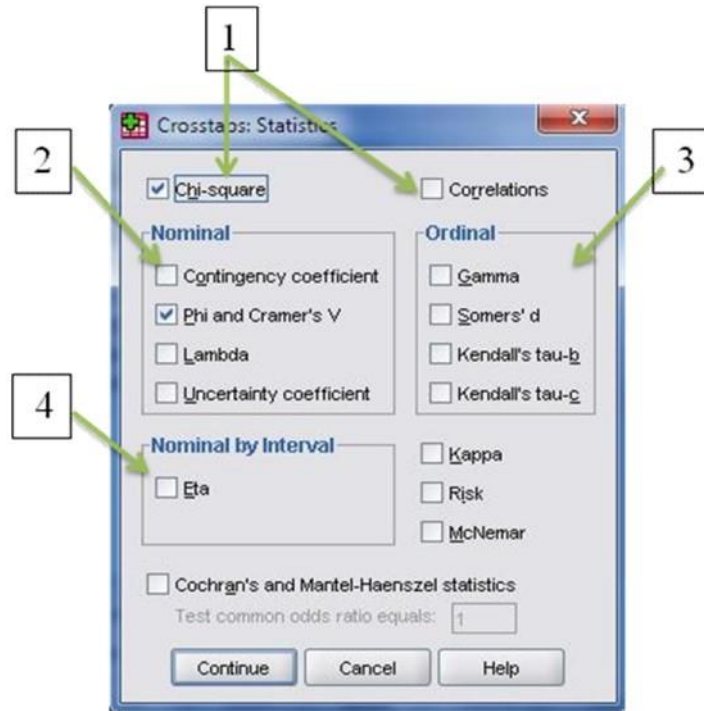 1
Crosstabs: Statistics
2
3
Chi-square
Correlations
Nominal
Ordinal
Contingency coefficient
Gamma
Phi and Cramer's V
Somers' d
Lambda
Kendall's tau-b
Uncertainty coefficient
Kendall's tau-c
4
Nominal by Interval
Kappa
Eta
Risk
McNemar
Cochran's and Mantel-Haenszel statistics
Test common odds ratio equals: 1
Continue Cancel Help